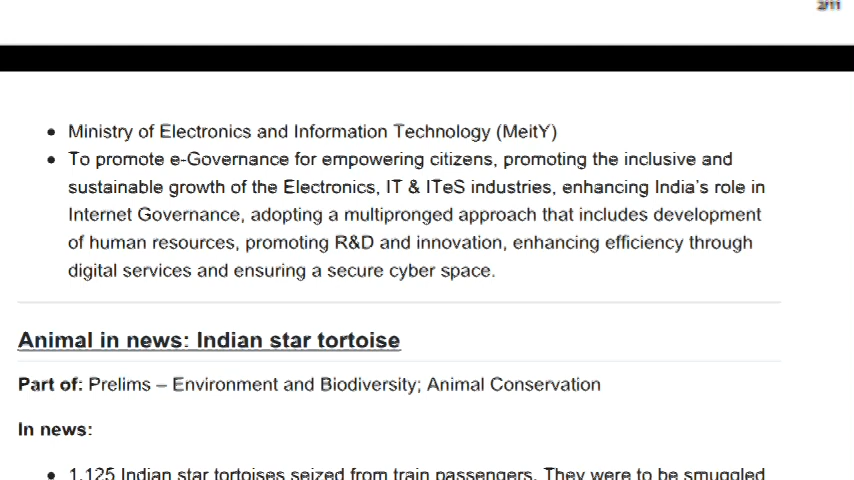 2/11
• Ministry of Electronics and Information Technology (MeitY)
• To promote e-Governance for empowering citizens, promoting the inclusive and
sustainable growth of the Electronics, IT & ITeS industries, enhancing India's role in
Internet Governance, adopting a multipronged approach that includes development
of human resources, promoting R&D and innovation, enhancing efficiency through
digital services and ensuring a secure cyber space.
Animal in news: Indian star tortoise
Part of: Prelims – Environment and Biodiversity; Animal Conservation
In news:
• 1,125 Indian star tortoises seized from train passengers. They were to be smuggled